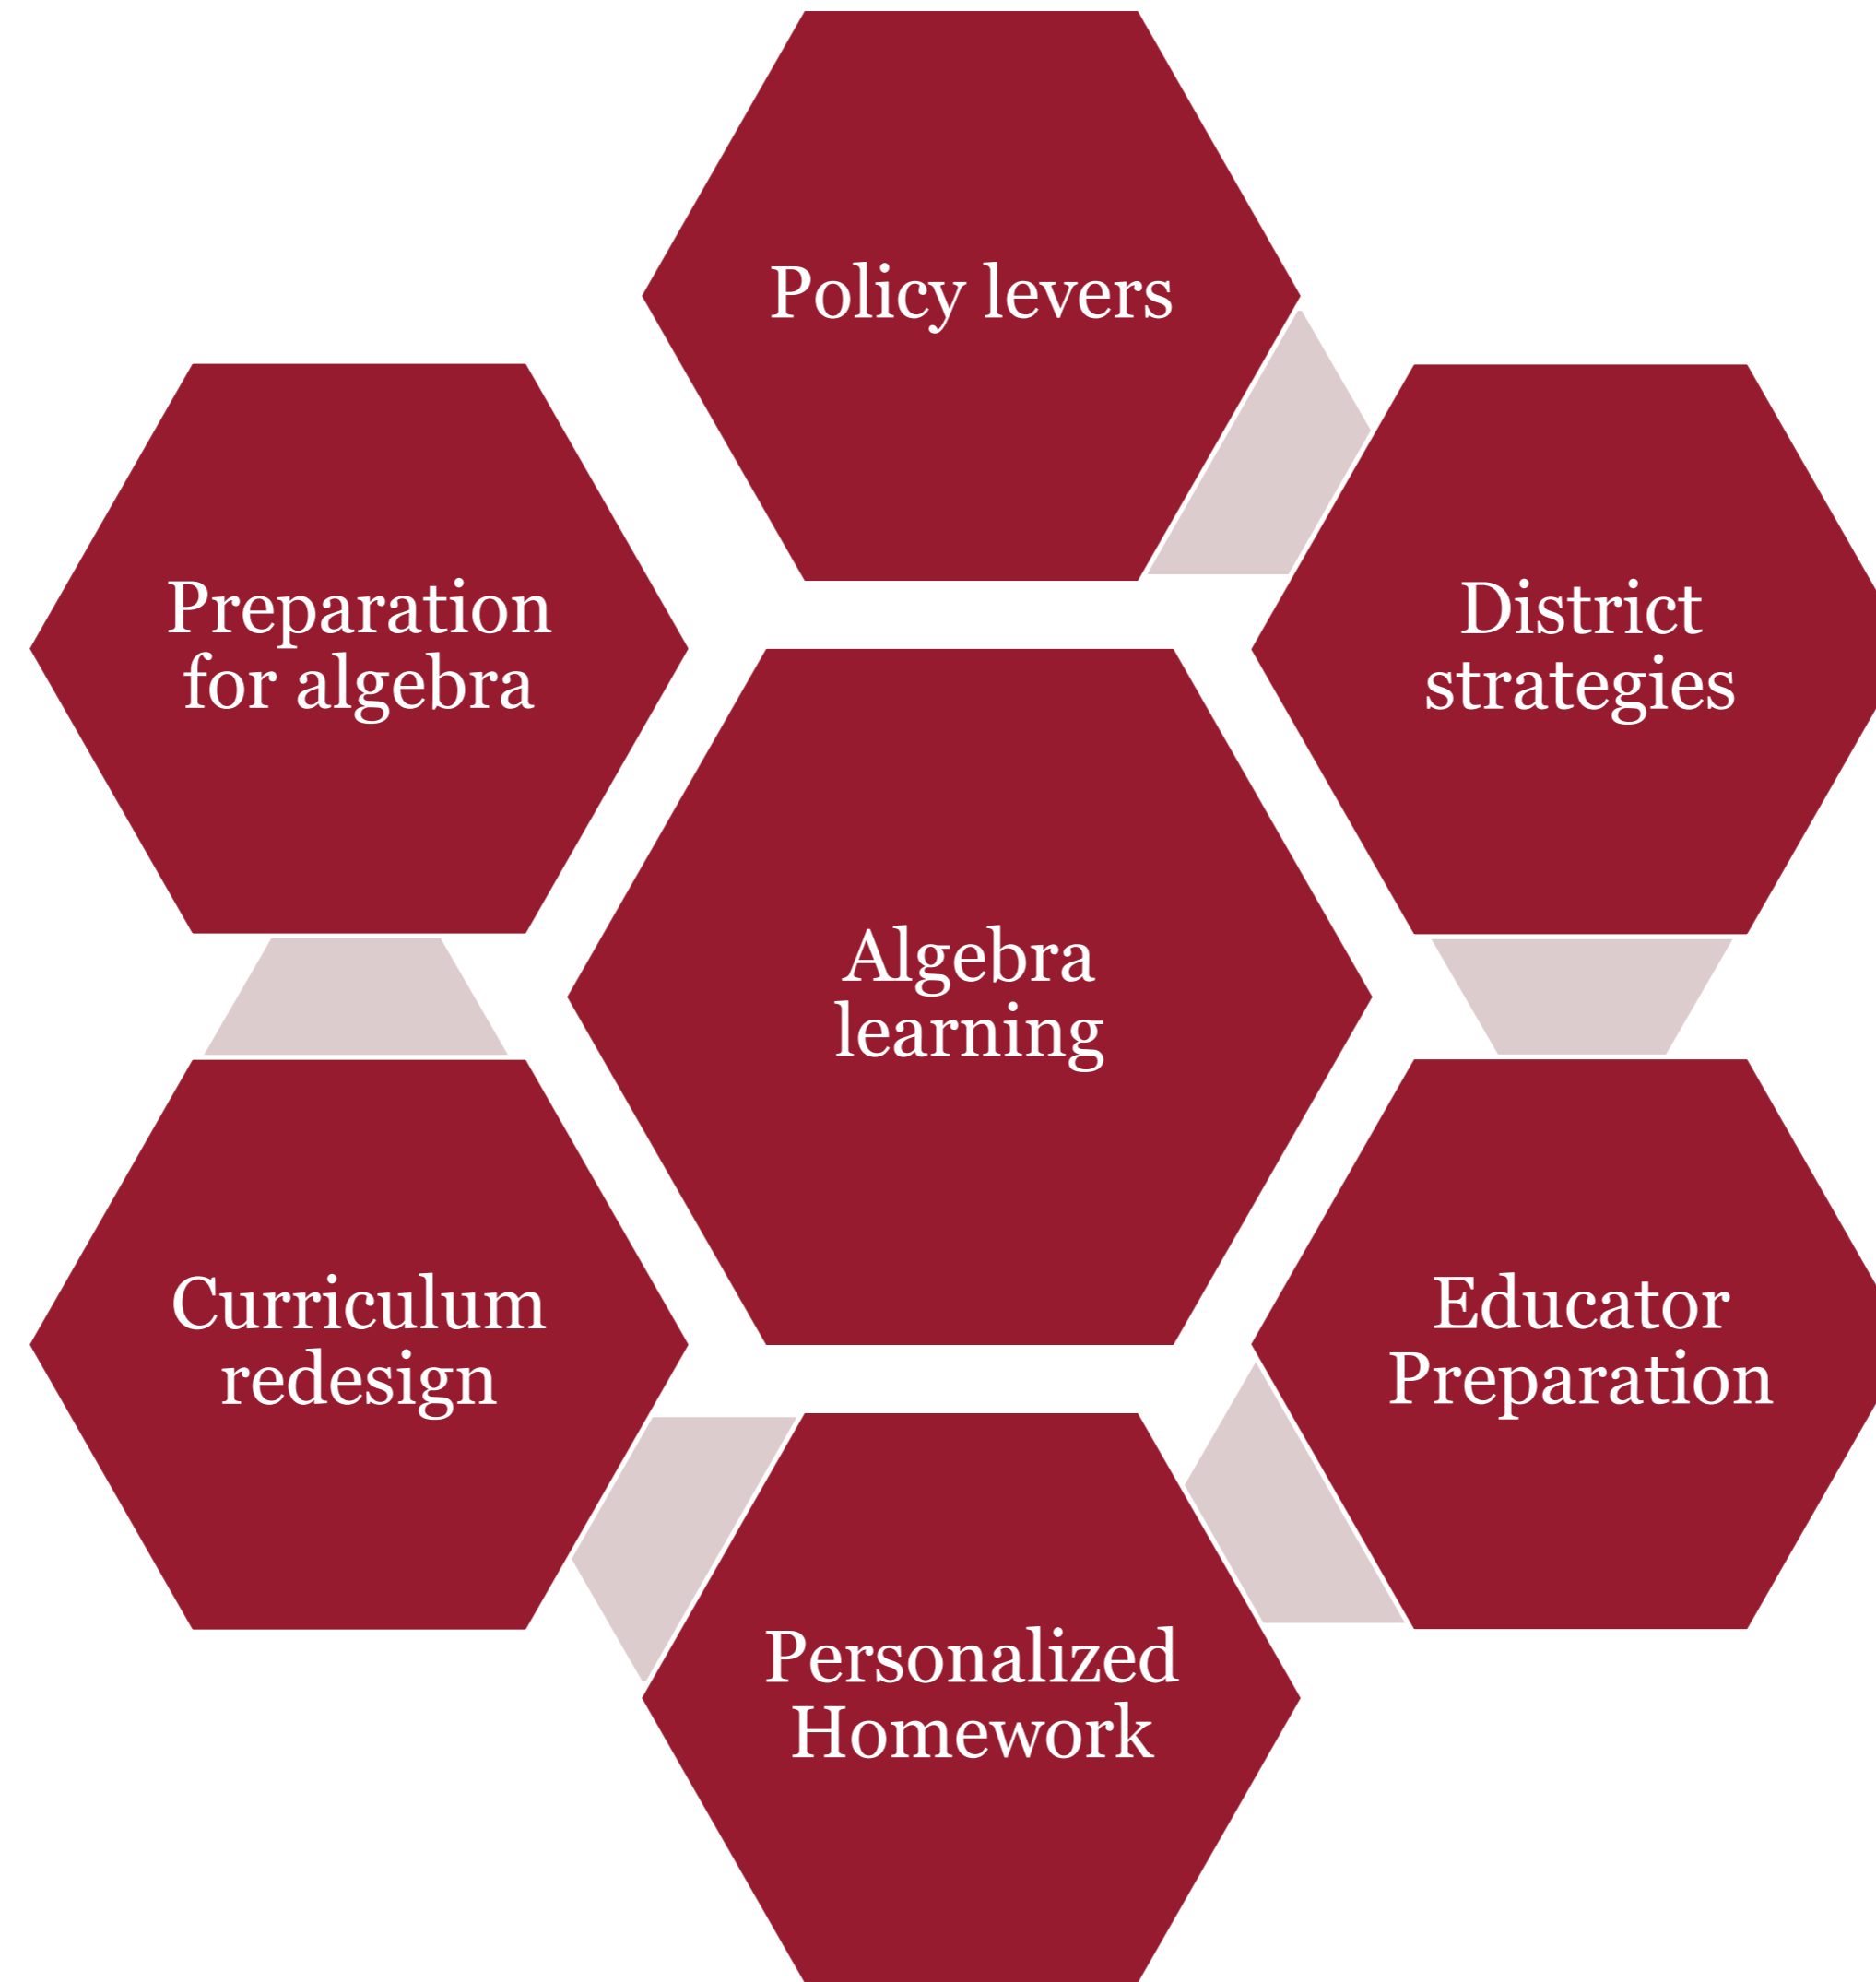 Policy levers
Preparation
for algebra
District
strategies
Algebra
learning
Curriculum
redesign
Educator
Preparation
Personalized
Homework